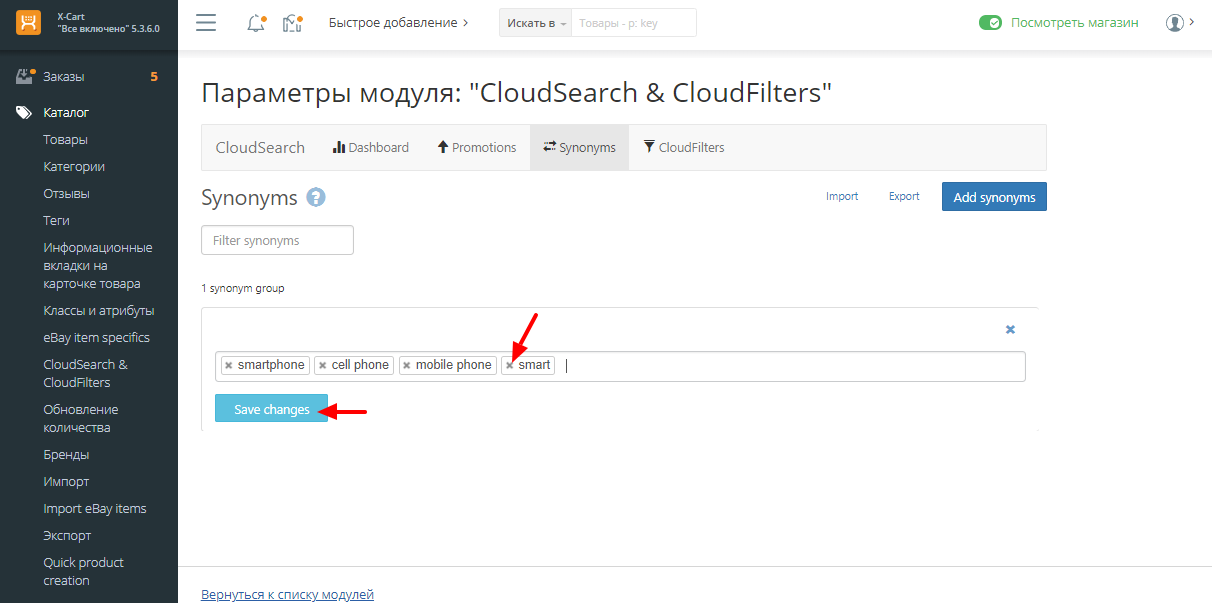 X-Cart
"Все включено" 5.3.6.0
Быстрое добавление
Искать в
Товары - p: key
Посмотреть магазин
Заказы
5
Каталог
Товары
Категории
Отзывы
Теги
Информационные
вкладки на
карточке товара
Классы и атрибуты
eBay item specifics
CloudSearch &
CloudFilters
Обновление
количества
Бренды
Импорт
Import eBay items
Экспорт
Quick product
creation
Параметры модуля: "CloudSearch & CloudFilters"
CloudSearch
Dashboard
Promotions
Synonyms
CloudFilters
Synonyms ?
Import
Export
Add synonyms
Filter synonyms
1 synonym group
smartphone
cell phone
mobile phone
smart
Save changes
Вернуться к списку модулей